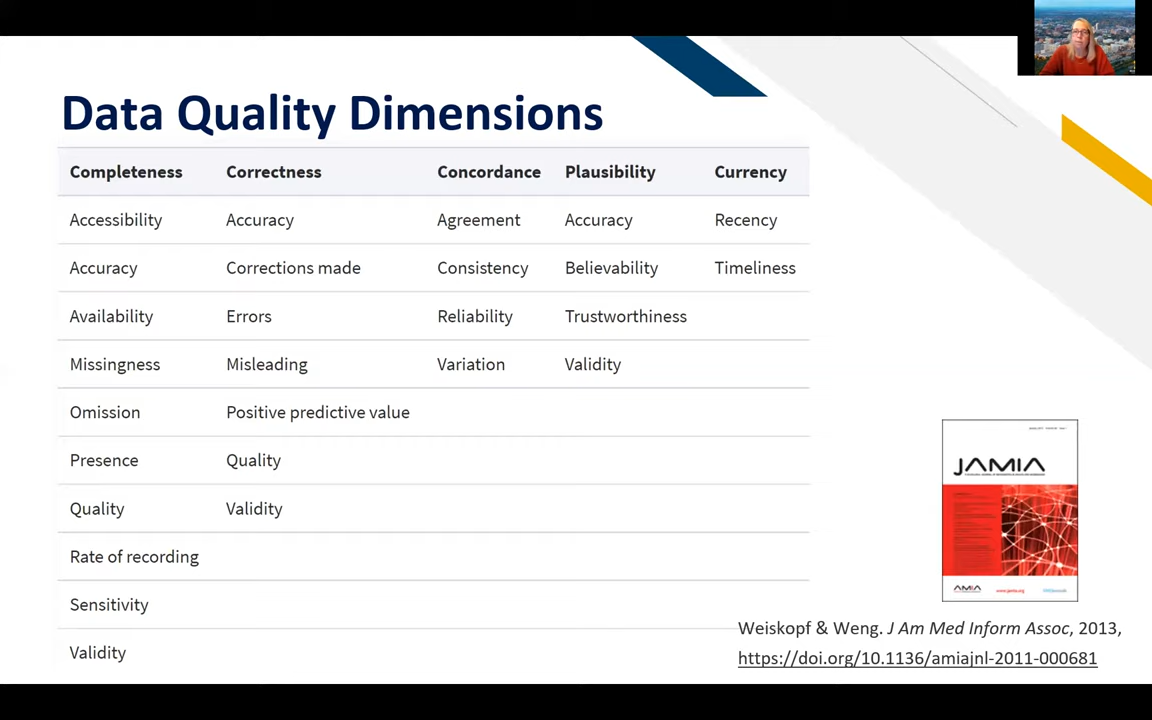 Data Quality Dimensions
Completeness Correctness Concordance Plausibility Currency
Accessibility Accuracy Agreement Accuracy Recency
Accuracy Corrections made Consistency Believability Timeliness
Availability Errors Reliability Trustworthiness
Missingness Misleading Variation Validity
Omission Positive predictive value
Presence Quality
Quality Validity
Rate of recording
Sensitivity
Validity
JAMIA
AMIA
Weiskopf & Weng. J Am Med Inform Assoc, 2013,
https://doi.org/10.1136/amiajnl-2011-000681